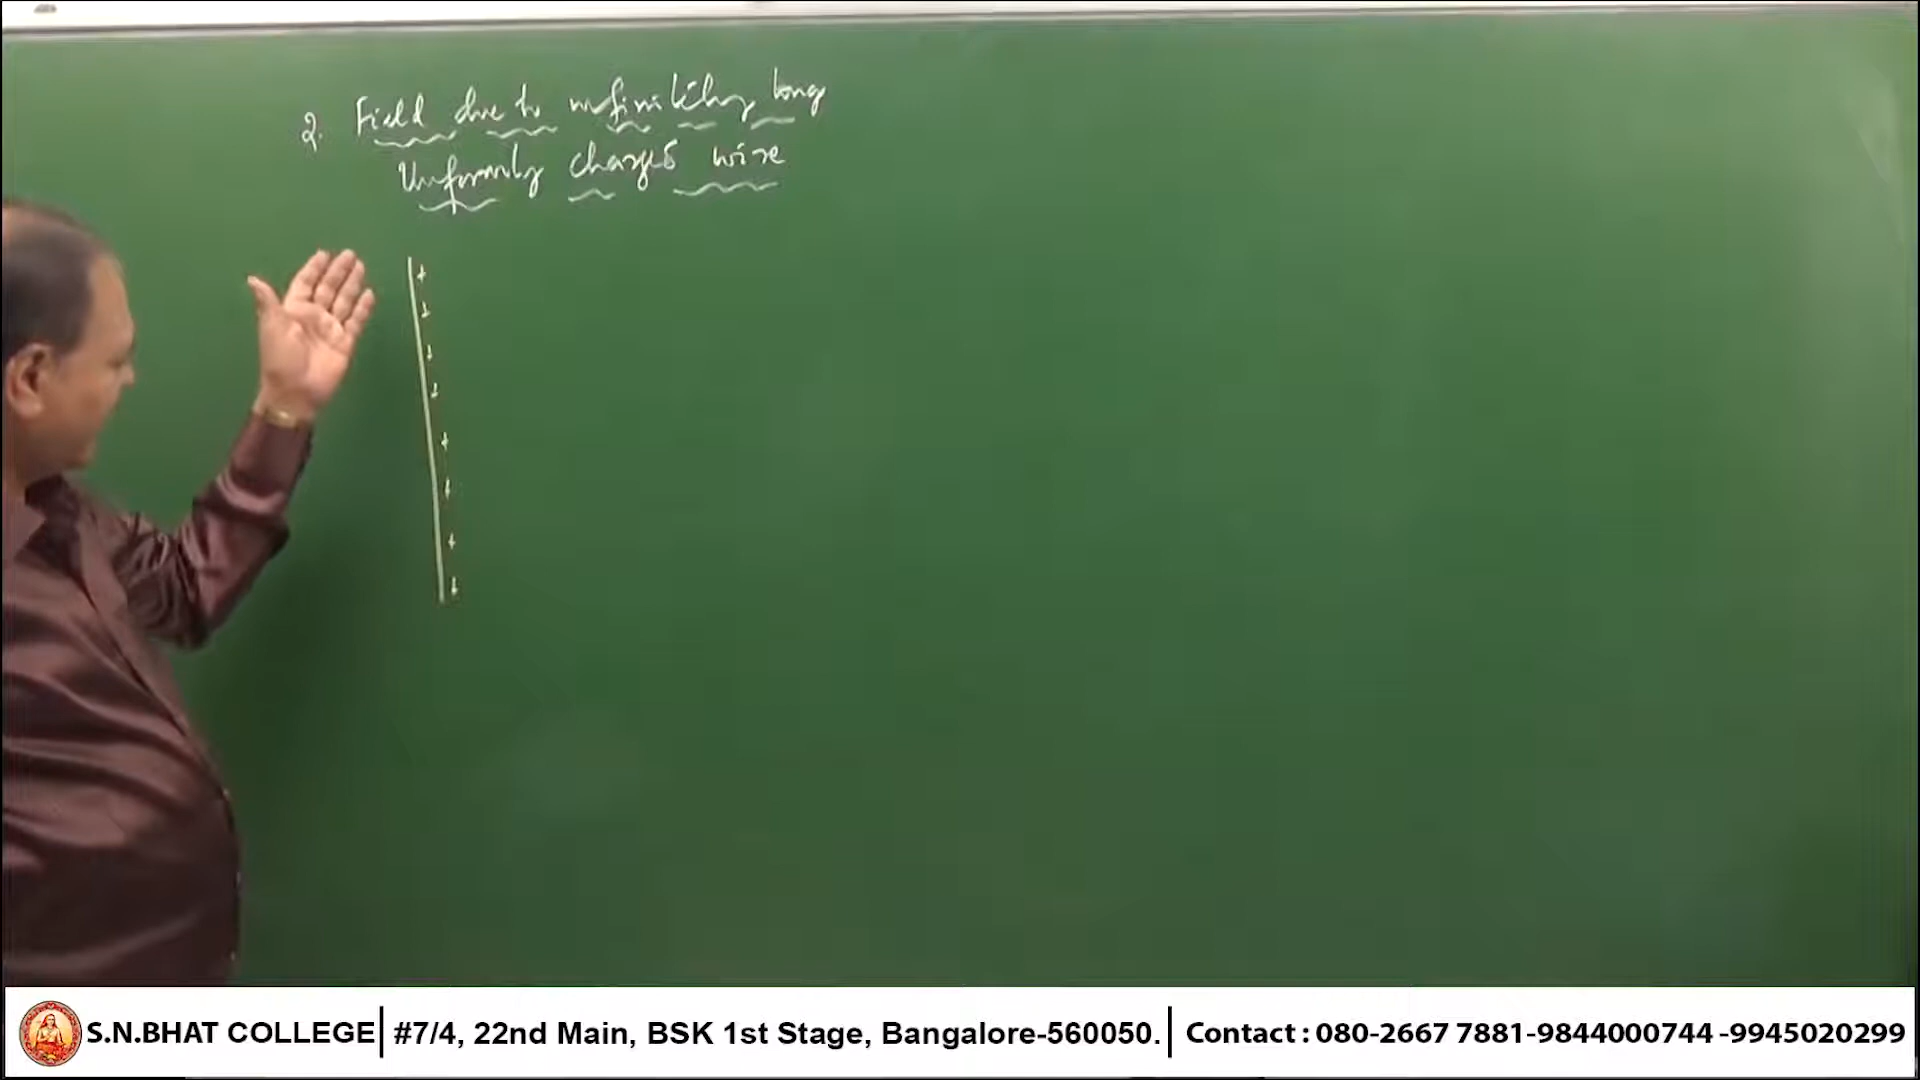 2. Field due to infinitely long
Uniformly charged wire
+
+
+
+
+
+
+
+
S.N.BHAT COLLEGE | #7/4, 22nd Main, BSK 1st Stage, Bangalore-560050. | Contact : 080-2667 7881-9844000744 -9945020299